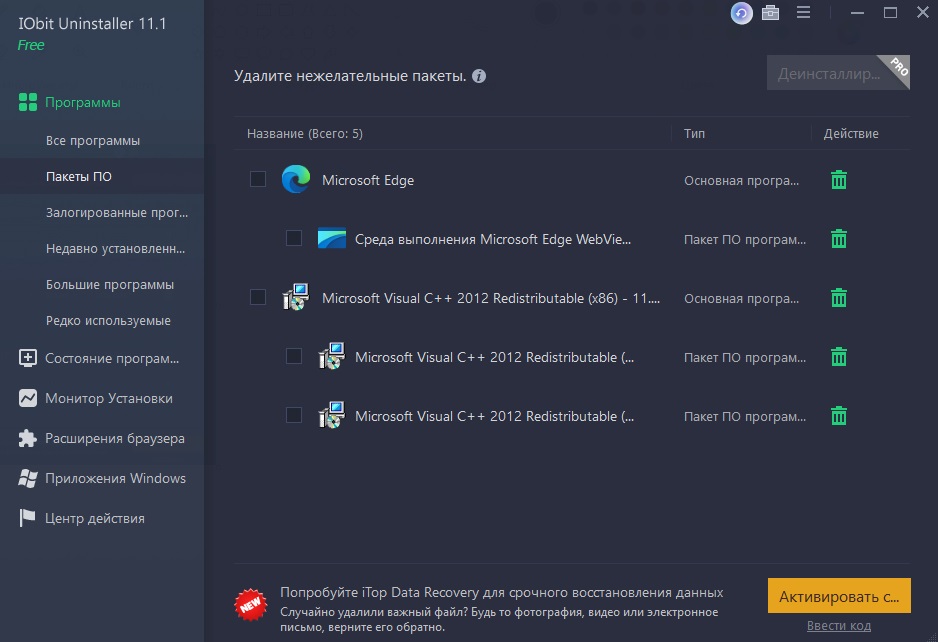 IObit Uninstaller 11.1
Free
Программы
Все программы
Пакеты ПО
Залогированные прог...
Недавно установленн...
Большие программы
Редко используемые
Состояние програм...
Монитор Установки
Расширения браузера
Приложения Windows
Центр действия
Удалите нежелательные пакеты. i
Деинсталлир...
PRO
Название (Всего: 5) Тип Действие
Microsoft Edge Основная програ...
Среда выполнения Microsoft Edge WebVie... Пакет ПО програм...
Microsoft Visual C++ 2012 Redistributable (x86) - 11.... Основная програ...
Microsoft Visual C++ 2012 Redistributable (... Пакет ПО програм...
Microsoft Visual C++ 2012 Redistributable (... Пакет ПО програм...
NEW
Попробуйте iTop Data Recovery для срочного восстановления данных
Случайно удалили важный файл? Будь то фотография, видео или электронное
письмо, верните его обратно.
Активировать с...
Ввести код